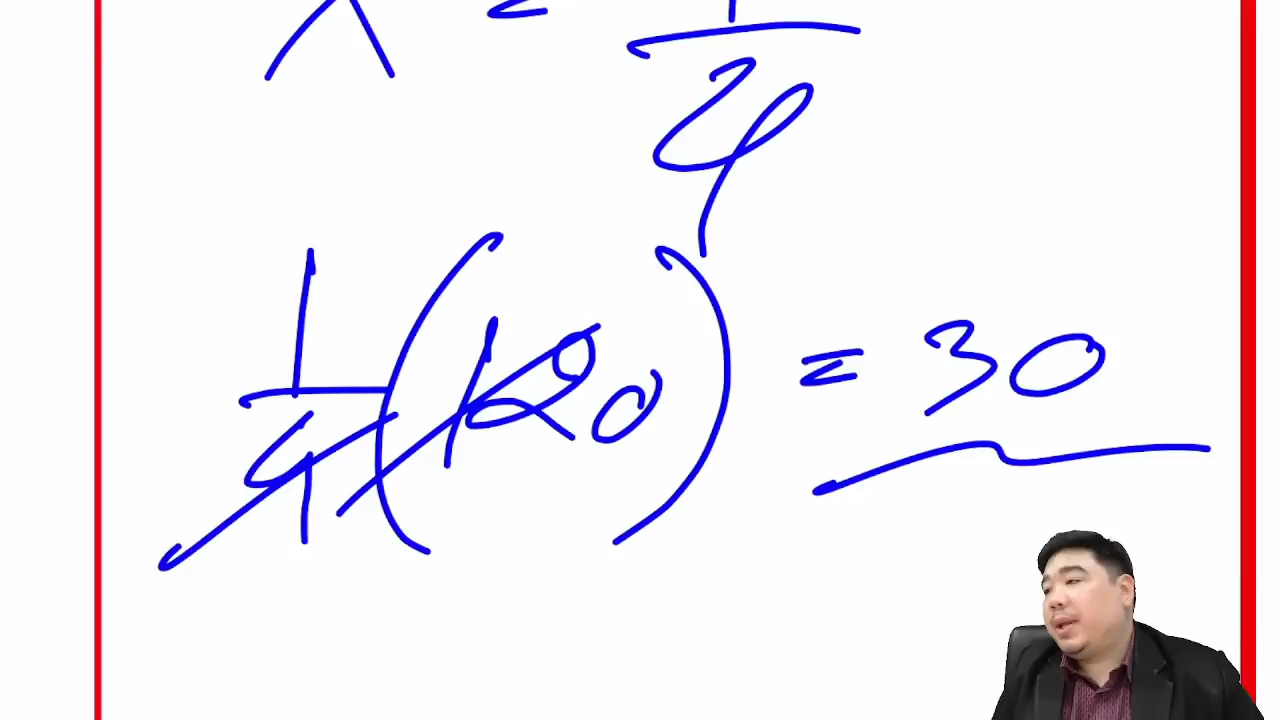 x = 1/4
1/4 (120) = 30